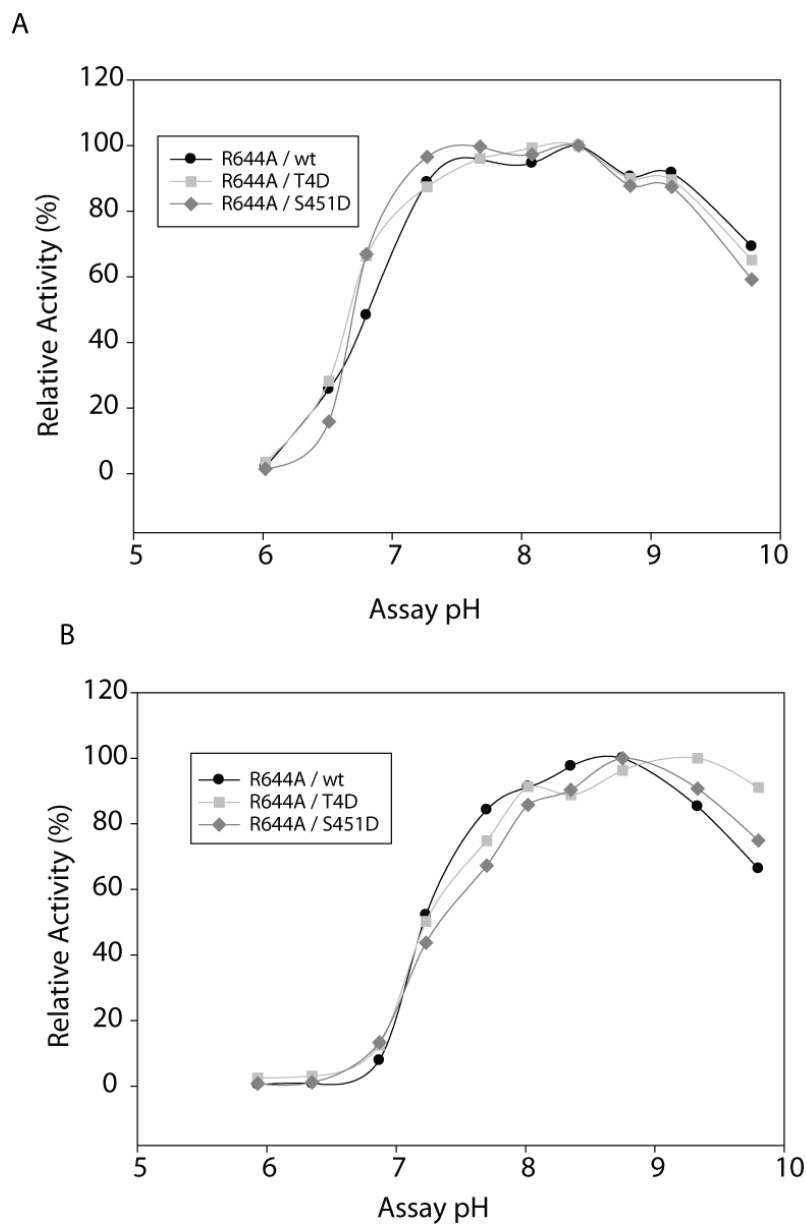 A
120
100
80
60
40
20
0
Relative Activity (%)
R644A / wt
R644A / T4D
R644A / S451D
5 6 7 8 9 10
Assay pH
B
120
100
80
60
40
20
0
Relative Activity (%)
R644A / wt
R644A / T4D
R644A / S451D
5 6 7 8 9 10
Assay pH